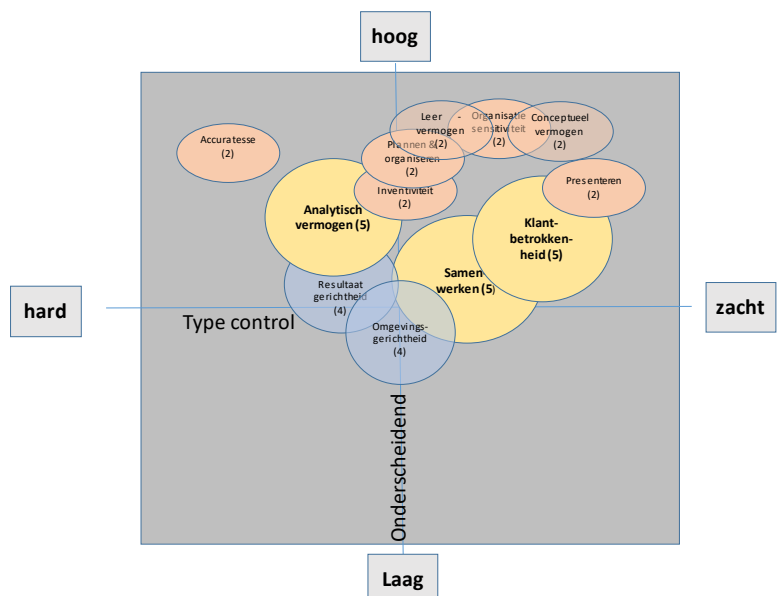 hoog
Leer -
vermogen
(2)
Organisatie
sensitiviteit
(2)
Conceptueel
vermogen
(2)
Accuratesse
(2)
Plannen &
organiseren
(2)
Inventiviteit
(2)
Presenteren
(2)
Analytisch
vermogen (5)
Klant-
betrokken-
heid (5)
Samen
werken (5)
Resultaat
gerichtheid
(4)
hard
zacht
Type control
Omgevings-
gerichtheid
(4)
Onderscheidend
Laag